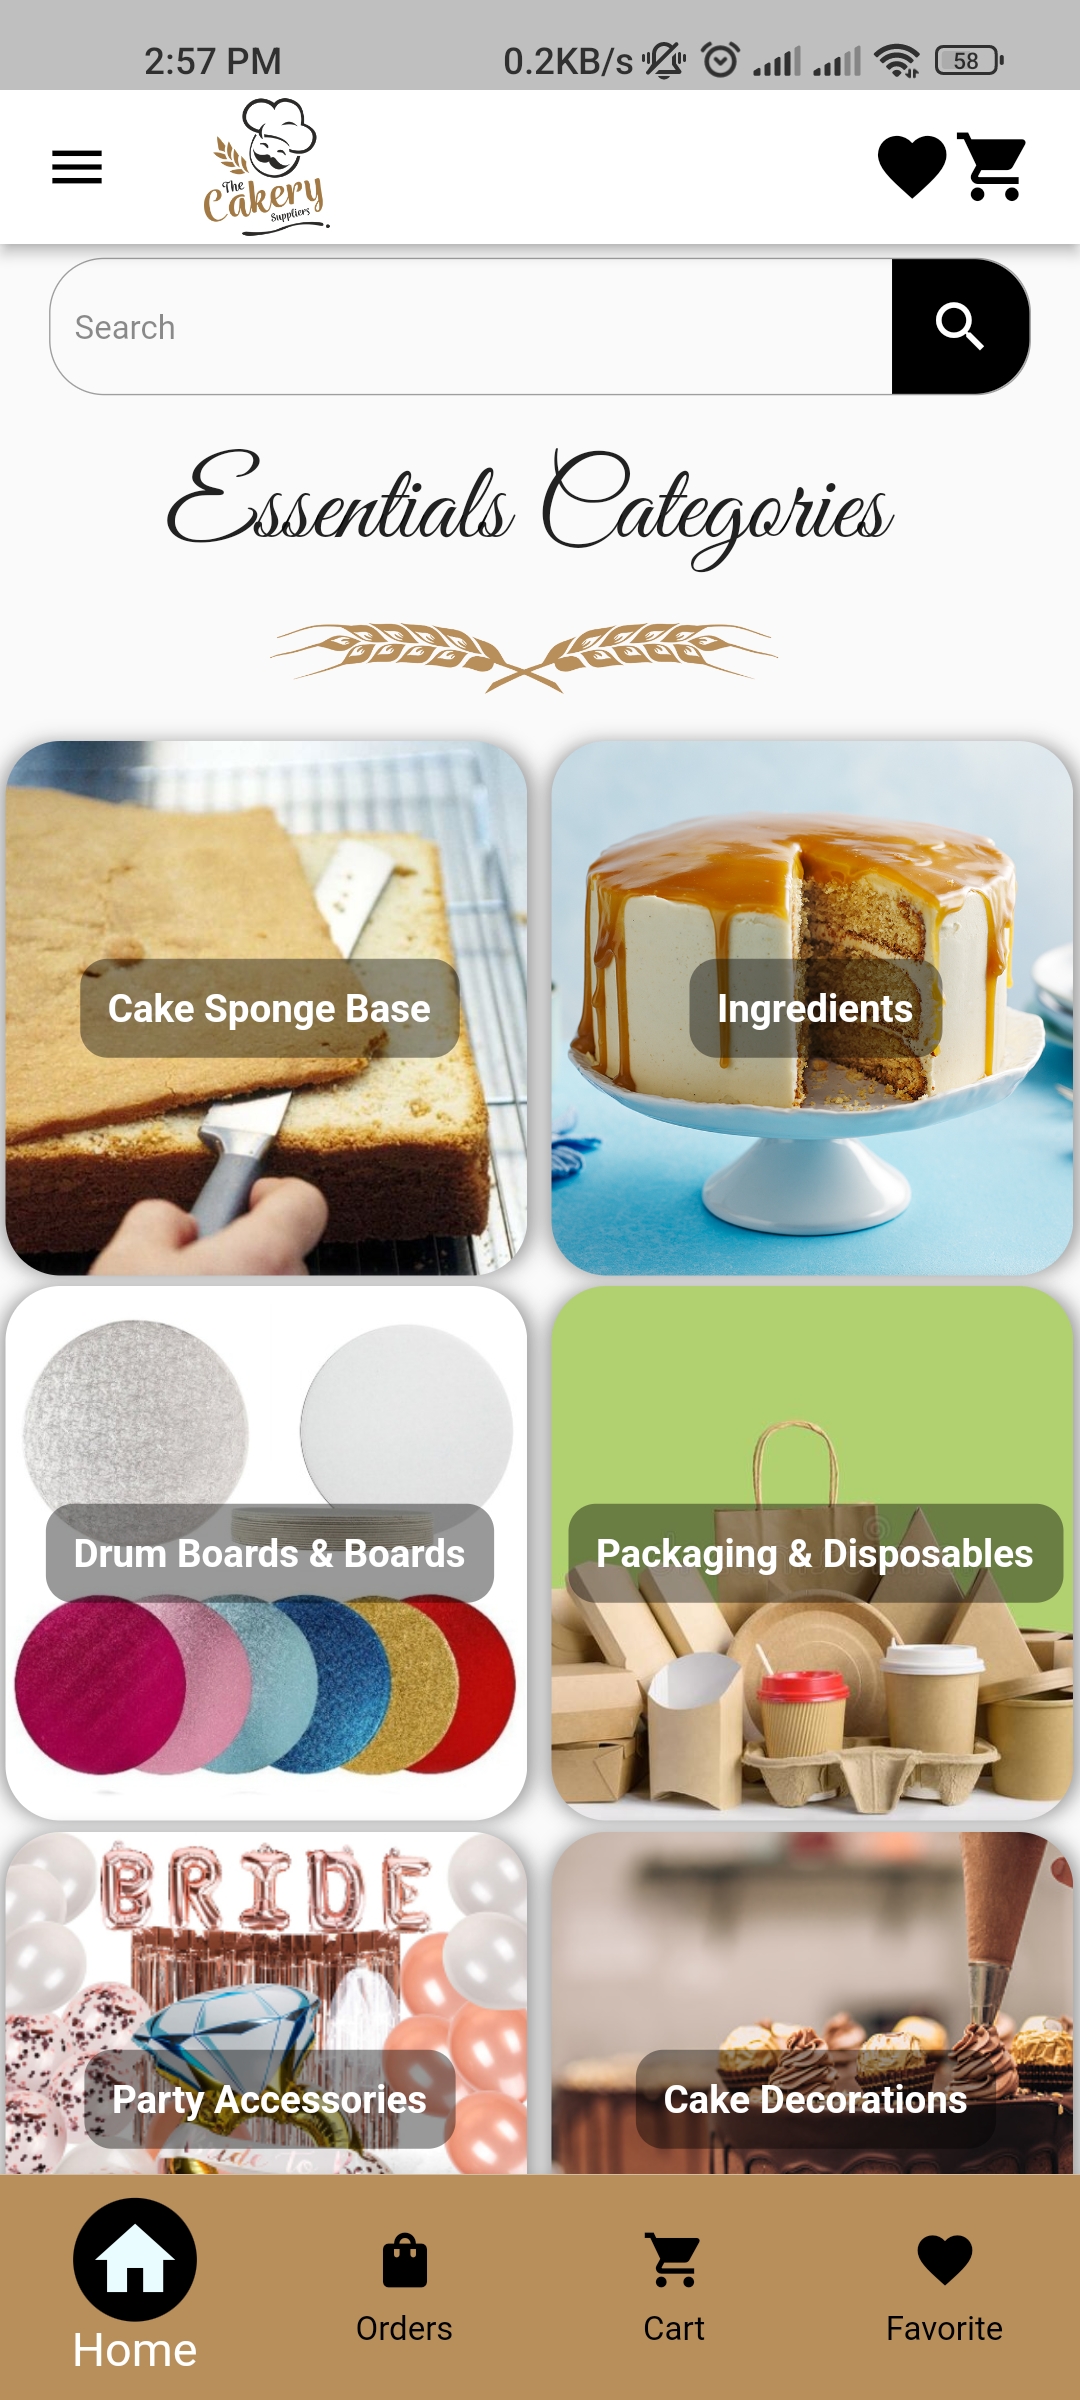 2:57 PM 0.2KB/s 58
The
Cakery
Suppliers
Search
Essentials Categories
Cake Sponge Base
Ingredients
Drum Boards & Boards
Packaging & Disposables
BRIDE
Party Accessories
Cake Decorations
Home
Orders
Cart
Favorite